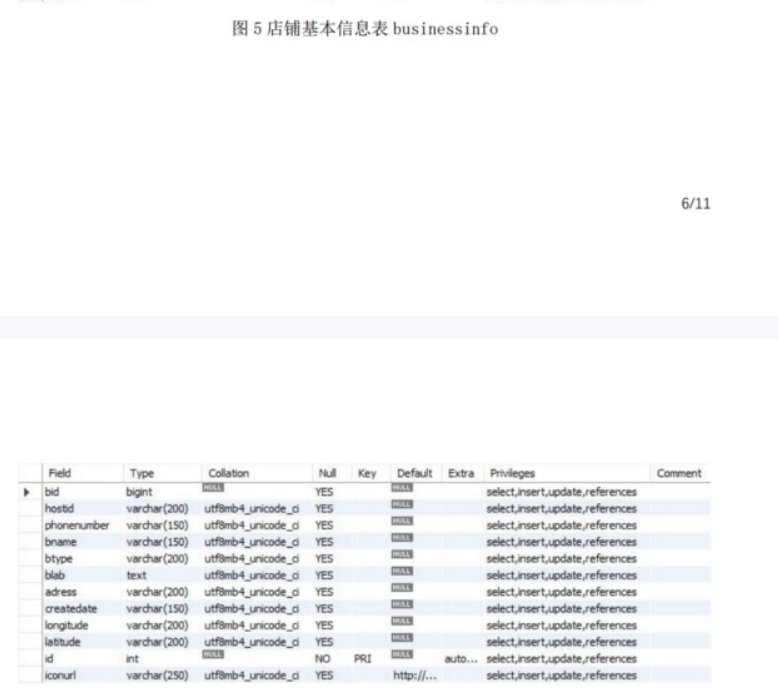 图 5 店铺基本信息表 businessinfo
6/11
Field Type Collation Null Key Default Extra Privileges Comment
bid bigint NULL YES NULL select,insert,update,references
hostid varchar(200) utf8mb4_unicode_ci YES NULL select,insert,update,references
phonenumber varchar(150) utf8mb4_unicode_ci YES NULL select,insert,update,references
bname varchar(150) utf8mb4_unicode_ci YES NULL select,insert,update,references
btype varchar(200) utf8mb4_unicode_ci YES NULL select,insert,update,references
blab text utf8mb4_unicode_ci YES NULL select,insert,update,references
adress varchar(200) utf8mb4_unicode_ci YES NULL select,insert,update,references
createdate varchar(150) utf8mb4_unicode_ci YES NULL select,insert,update,references
longitude varchar(200) utf8mb4_unicode_ci YES NULL select,insert,update,references
latitude varchar(200) utf8mb4_unicode_ci YES NULL select,insert,update,references
id int NULL NO PRI NULL auto... select,insert,update,references
iconurl varchar(250) utf8mb4_unicode_ci YES http://... select,insert,update,references